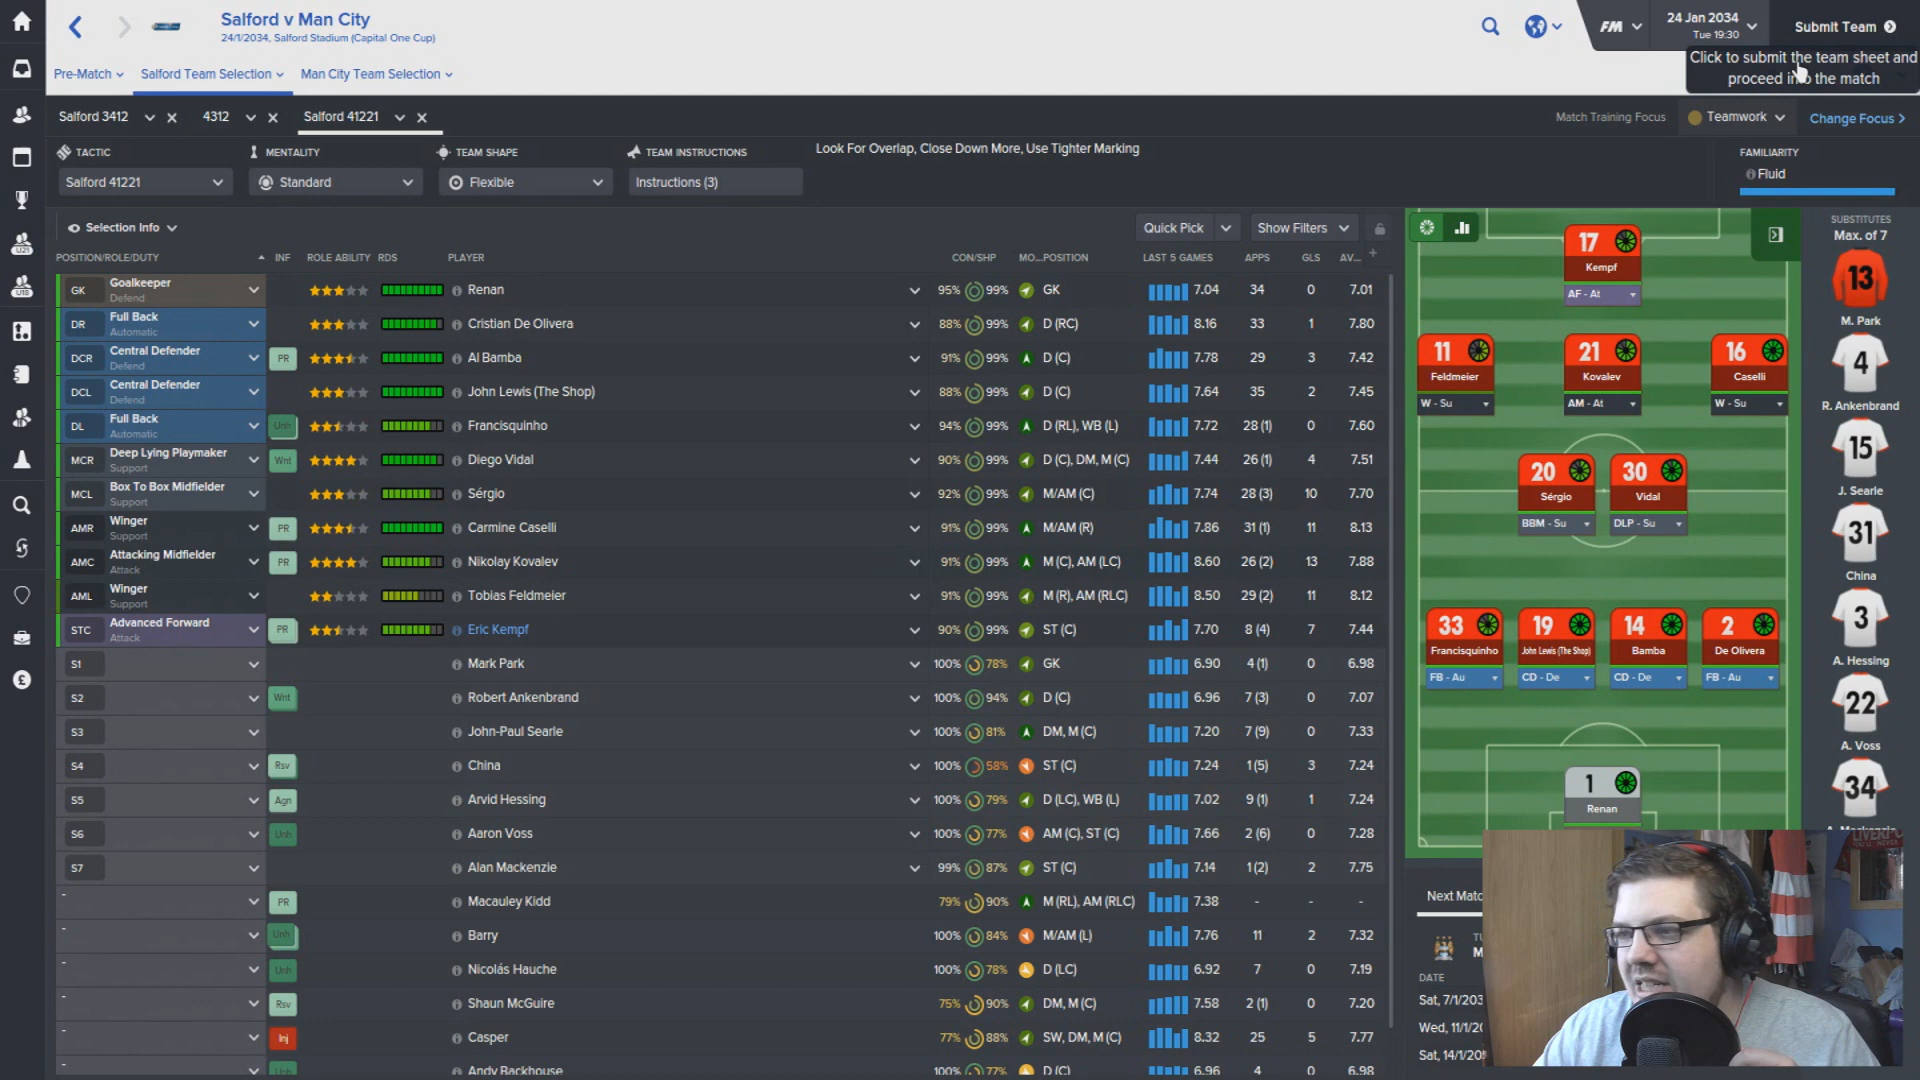 Salford v Man City
24/1/2034, Salford Stadium (Capital One Cup)
FM
24 Jan 2034
Tue 19:30
Submit Team
Click to submit the team sheet and
proceed into the match
Pre-Match
Salford Team Selection
Man City Team Selection
Salford 3412
4312
Salford 41221
Match Training Focus
Teamwork
Change Focus >
TACTIC
MENTALITY
TEAM SHAPE
TEAM INSTRUCTIONS
Look For Overlap, Close Down More, Use Tighter Marking
FAMILIARITY
Fluid
Salford 41221
Standard
Flexible
Instructions (3)
Selection Info
Quick Pick
Show Filters
POSITION/ROLE/DUTY INF ROLE ABILITY RDS PLAYER CON/SHP MO... POSITION LAST 5 GAMES APPS GLS AV...
GK Goalkeeper Defend Renan 95% 99% GK 7.04 34 0 7.01
DR Full Back Automatic Cristian De Olivera 88% 99% D (RC) 8.16 33 1 7.80
DCR Central Defender Defend PR Al Bamba 91% 99% D (C) 7.78 29 3 7.42
DCL Central Defender Defend John Lewis (The Shop) 88% 99% D (C) 7.64 35 2 7.45
DL Full Back Automatic Unh Francisquinho 94% 99% D (RL), WB (L) 7.72 28 (1) 0 7.60
MCR Deep Lying Playmaker Support Wnt Diego Vidal 90% 99% D (C), DM, M (C) 7.44 26 (1) 4 7.51
MCL Box To Box Midfielder Support Sérgio 92% 99% M/AM (C) 7.74 28 (3) 10 7.70
AMR Winger Support PR Carmine Caselli 91% 99% M/AM (R) 7.86 31 (1) 11 8.13
AMC Attacking Midfielder Attack PR Nikolay Kovalev 91% 99% M (C), AM (LC) 8.60 26 (2) 13 7.88
AML Winger Support Tobias Feldmeier 91% 99% M (R), AM (RLC) 8.50 29 (2) 11 8.12
STC Advanced Forward Attack PR Eric Kempf 90% 99% ST (C) 7.70 8 (4) 7 7.44
S1 Mark Park 100% 78% GK 6.90 4 (1) 0 6.98
S2 Wnt Robert Ankenbrand 100% 94% D (C) 6.96 7 (3) 0 7.07
S3 John-Paul Searle 100% 81% DM, M (C) 7.20 7 (9) 0 7.33
S4 Rsv China 100% 58% ST (C) 7.24 1 (5) 3 7.24
S5 Agn Arvid Hessing 100% 79% D (LC), WB (L) 7.02 9 (1) 1 7.24
S6 Unh Aaron Voss 100% 77% AM (C), ST (C) 7.66 2 (6) 0 7.28
S7 Alan Mackenzie 99% 87% ST (C) 7.14 1 (2) 2 7.75
- PR Macauley Kidd 79% 90% M (RL), AM (RLC) 7.38 - - -
- Unh Barry 100% 84% M/AM (L) 7.76 11 2 7.32
- Unh Nicolás Hauche 100% 78% D (LC) 6.92 7 0 7.19
- Rsv Shaun McGuire 75% 90% DM, M (C) 7.58 2 (1) 0 7.20
- Inj Casper 77% 88% SW, DM, M (C) 8.32 25 5 7.77
- Unh Andy Backhouse 100% 77% D (C) 6.96 4 0 6.98
17
Kempf
AF - At
11 21 16
Feldmeier Kovalev Caselli
W - Su AM - At W - Su
20 30
Sérgio Vidal
BBM - Su DLP - Su
33 19 14 2
Francisquinho John Lewis (The Shop) Bamba De Olivera
FB - Au CD - De CD - De FB - Au
1
Renan
SUBSTITUTES
Max. of 7
13
M. Park
4
R. Ankenbrand
15
J. Searle
31
China
3
A. Hessing
22
A. Voss
34
Next Matc
DATE
Sat, 7/1/203
Wed, 11/1/20
Sat, 14/1/20